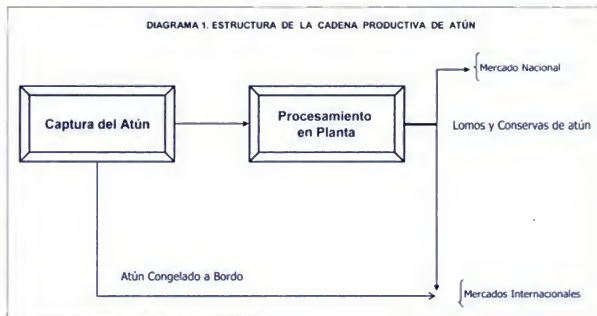 DIAGRAMA 1. ESTRUCTURA DE LA CADENA PRODUCTIVA DE ATÚN
Mercado Nacional
Captura del Atún
Procesamiento
en Planta
Lomos y Conservas de atún
Atún Congelado a Bordo
Mercados Internacionales